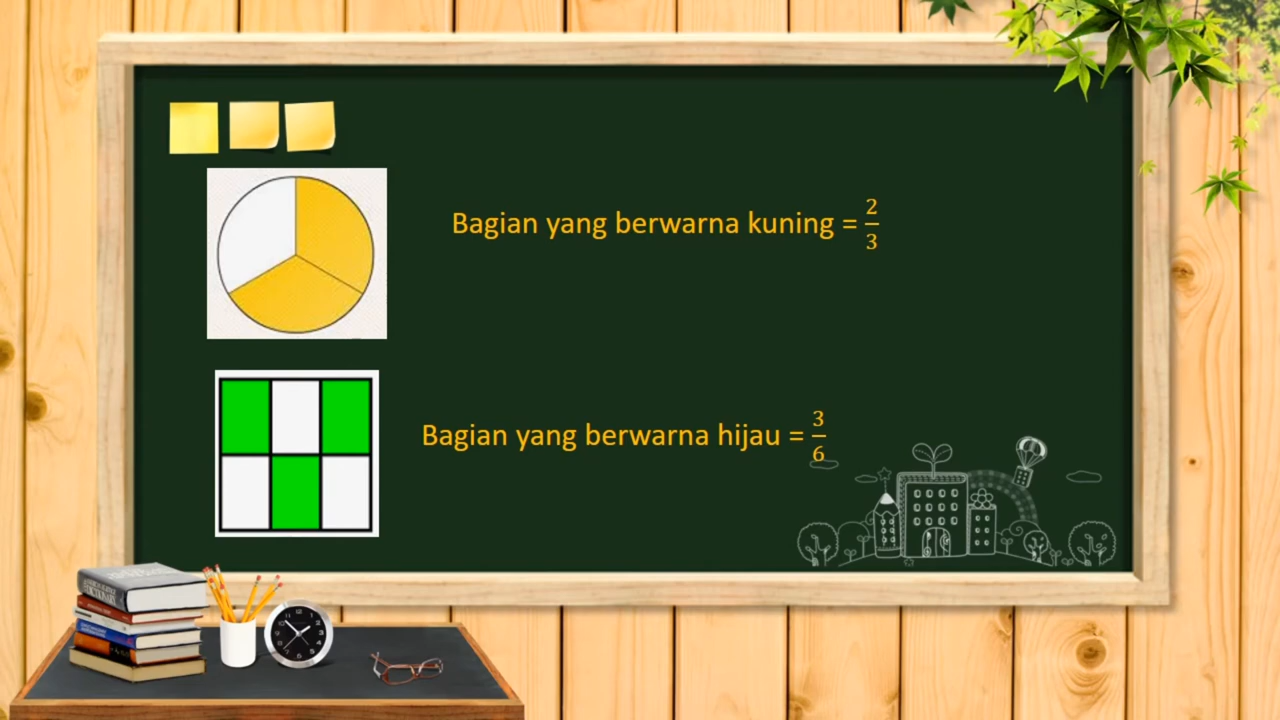 Bagian yang berwarna kuning = 2/3
Bagian yang berwarna hijau = 3/6